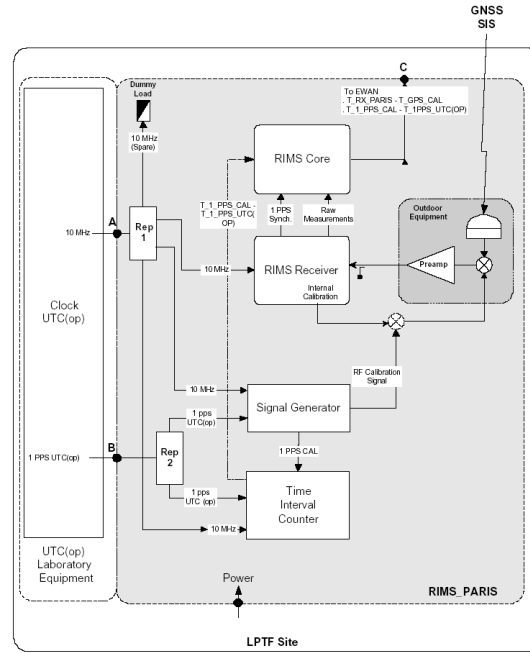 GNSS
SIS
C
Dummy
Load
To EWAN
. T_RX_PARIS - T_GPS_CAL
. T_1_PPS_CAL - T_1PPS_UTC(OP)
10 MHz
(Spare)
RIMS Core
T_1_PPS_CAL -
T_1_PPS_UTC(
OP)
1 PPS
Synch.
Raw
Measurements
Outdoor
Equipment
A
10 MHz
Rep
1
10 MHz
RIMS Receiver
Internal
Calibration
Preamp
Clock
UTC(op)
RF Calibration
Signal
10 MHz
1 pps
UTC(op)
Signal Generator
B
1 PPS UTC(op)
Rep
2
1 PPS CAL
1 pps
UTC (op)
Time
Interval
Counter
10 MHz
UTC(op)
Laboratory
Equipment
Power
RIMS_PARIS
LPTF Site